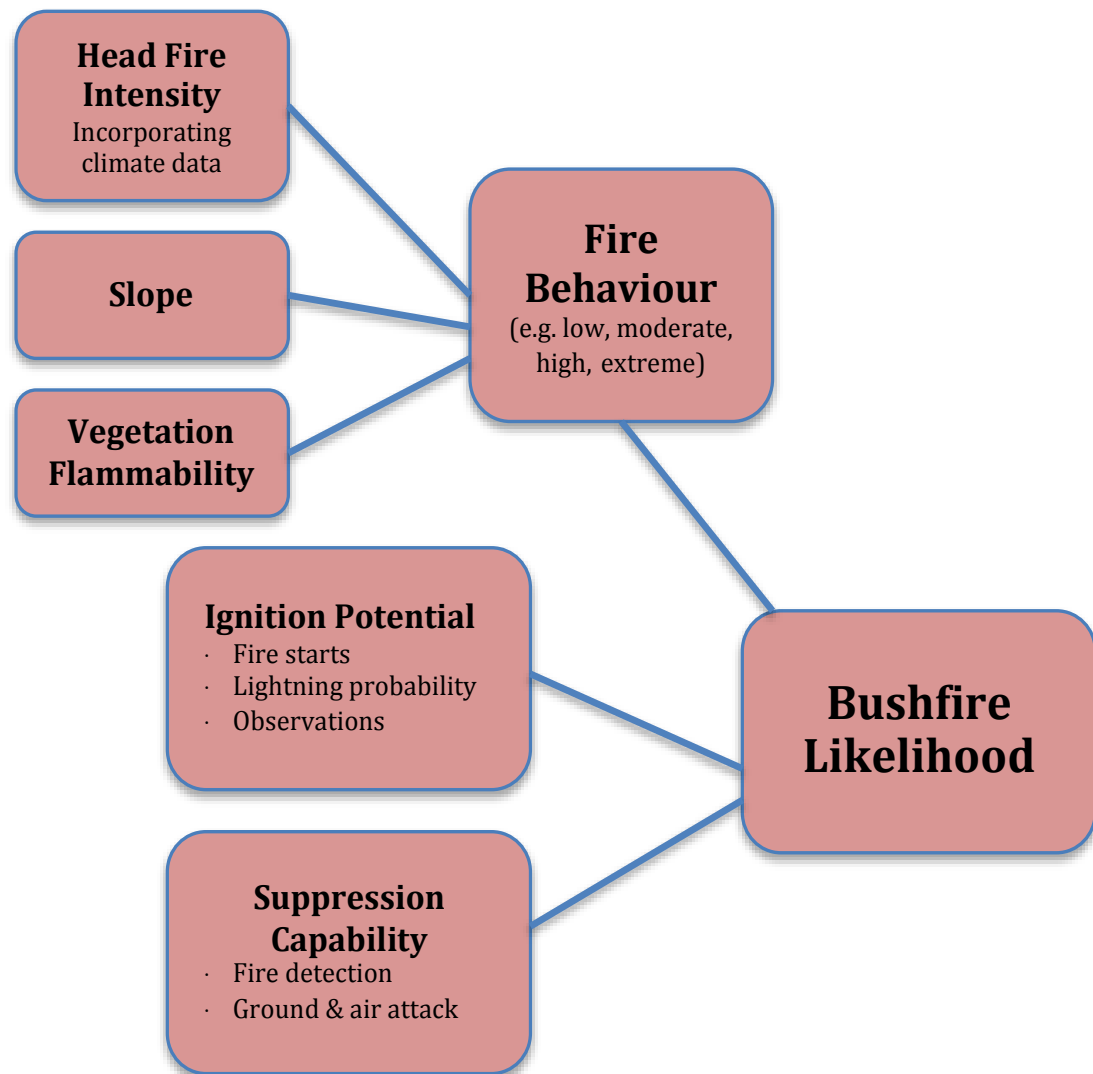 Head Fire
Intensity
Incorporating
climate data
Slope
Vegetation
Flammability
Fire
Behaviour
(e.g. low, moderate,
high, extreme)
Ignition Potential
· Fire starts
· Lightning probability
· Observations
Suppression
Capability
· Fire detection
· Ground & air attack
Bushfire
Likelihood